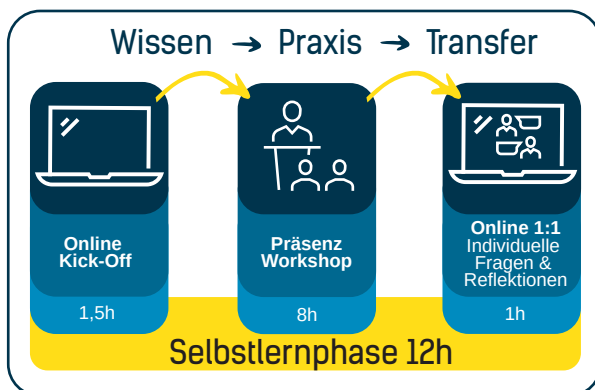 Wissen → Praxis → Transfer
Online
Kick-Off
1,5h
Präsenz
Workshop
8h
Online 1:1
Individuelle
Fragen &
Reflektionen
1h
Selbstlernphase 12h